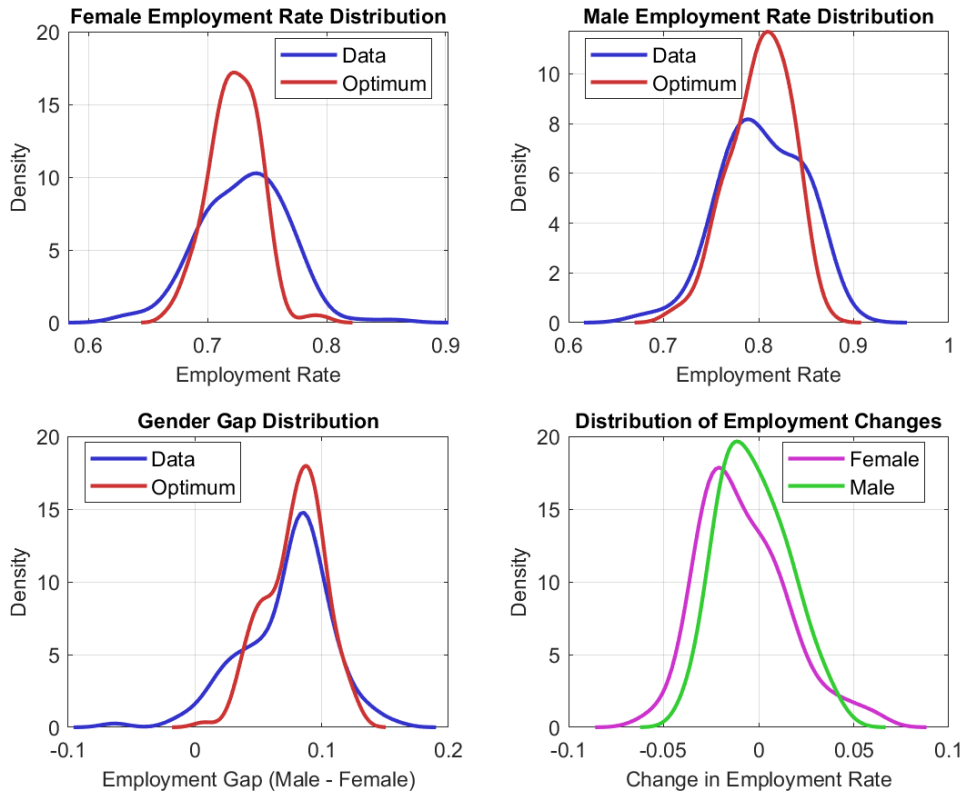 Female Employment Rate Distribution
20
15
10
5
0
Density
Data
Optimum
0.6 0.7 0.8 0.9
Employment Rate
Male Employment Rate Distribution
10
8
6
4
2
0
Density
Data
Optimum
0.6 0.7 0.8 0.9 1
Employment Rate
Gender Gap Distribution
20
15
10
5
0
Density
Data
Optimum
-0.1 0 0.1 0.2
Employment Gap (Male - Female)
Distribution of Employment Changes
20
15
10
5
0
Density
Female
Male
-0.1 -0.05 0 0.05 0.1
Change in Employment Rate